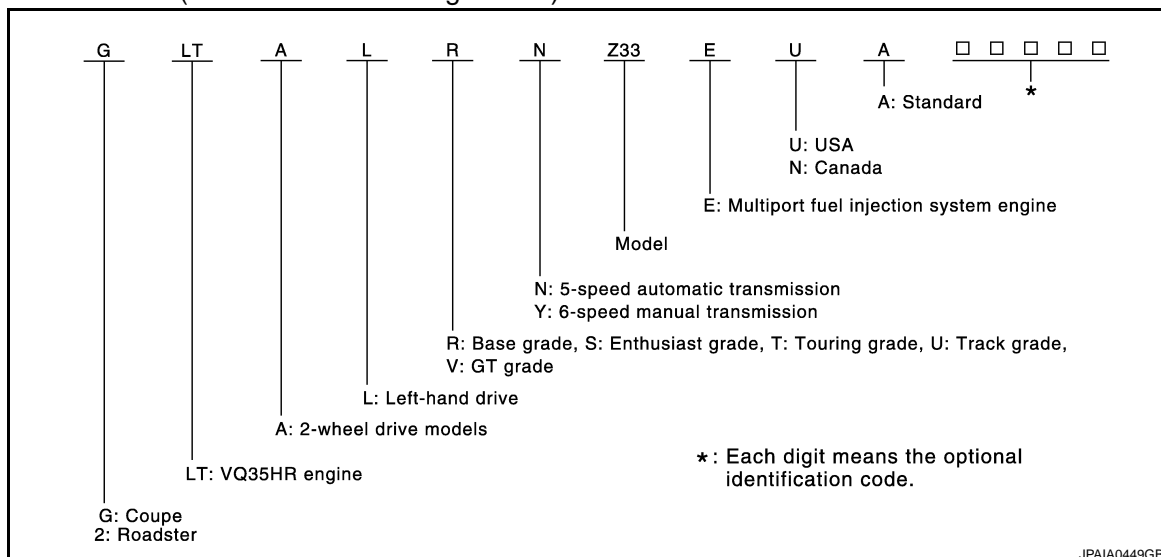 G LT A L R N Z33 E U A □ □ □ □ □
A: Standard
*
U: USA
N: Canada
E: Multiport fuel injection system engine
Model
N: 5-speed automatic transmission
Y: 6-speed manual transmission
R: Base grade, S: Enthusiast grade, T: Touring grade, U: Track grade,
V: GT grade
L: Left-hand drive
A: 2-wheel drive models
*: Each digit means the optional
identification code.
LT: VQ35HR engine
G: Coupe
2: Roadster